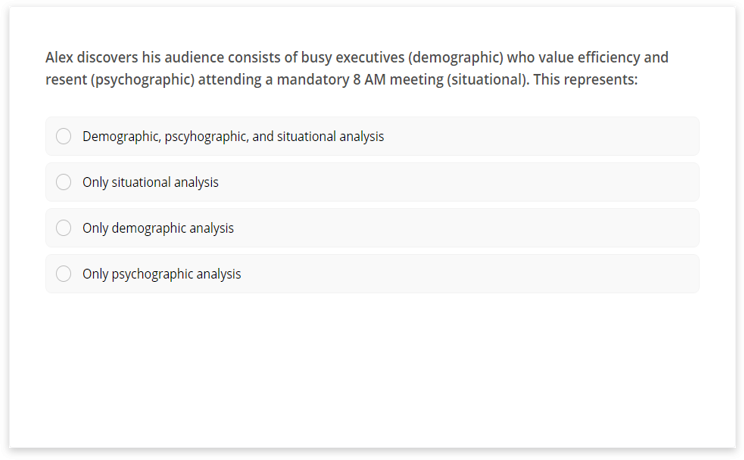 Alex discovers his audience consists of busy executives (demographic) who value efficiency and
resent (psychographic) attending a mandatory 8 AM meeting (situational). This represents:
Demographic, pscyhographic, and situational analysis
Only situational analysis
Only demographic analysis
Only psychographic analysis